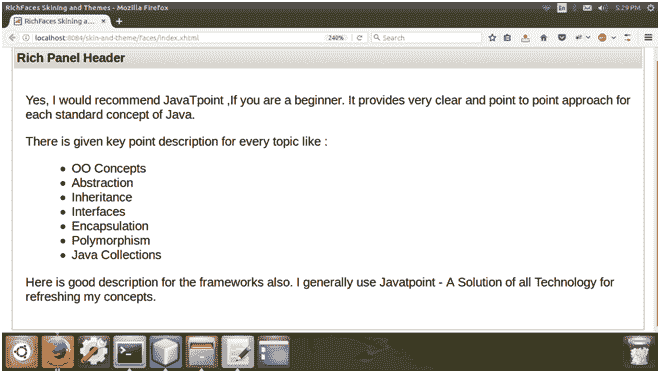 RichFaces Skining and Themes - Mozilla Firefox
En
5:29 PM
RichFaces Skining a...
localhost:8084/skin-and-theme/faces/index.xhtml
240%
Search
Rich Panel Header
Yes, I would recommend JavaTpoint ,If you are a beginner. It provides very clear and point to point approach for
each standard concept of Java.
There is given key point description for every topic like :
OO Concepts
Abstraction
Inheritance
Interfaces
Encapsulation
Polymorphism
Java Collections
Here is good description for the frameworks also. I generally use Javatpoint - A Solution of all Technology for
refreshing my concepts.